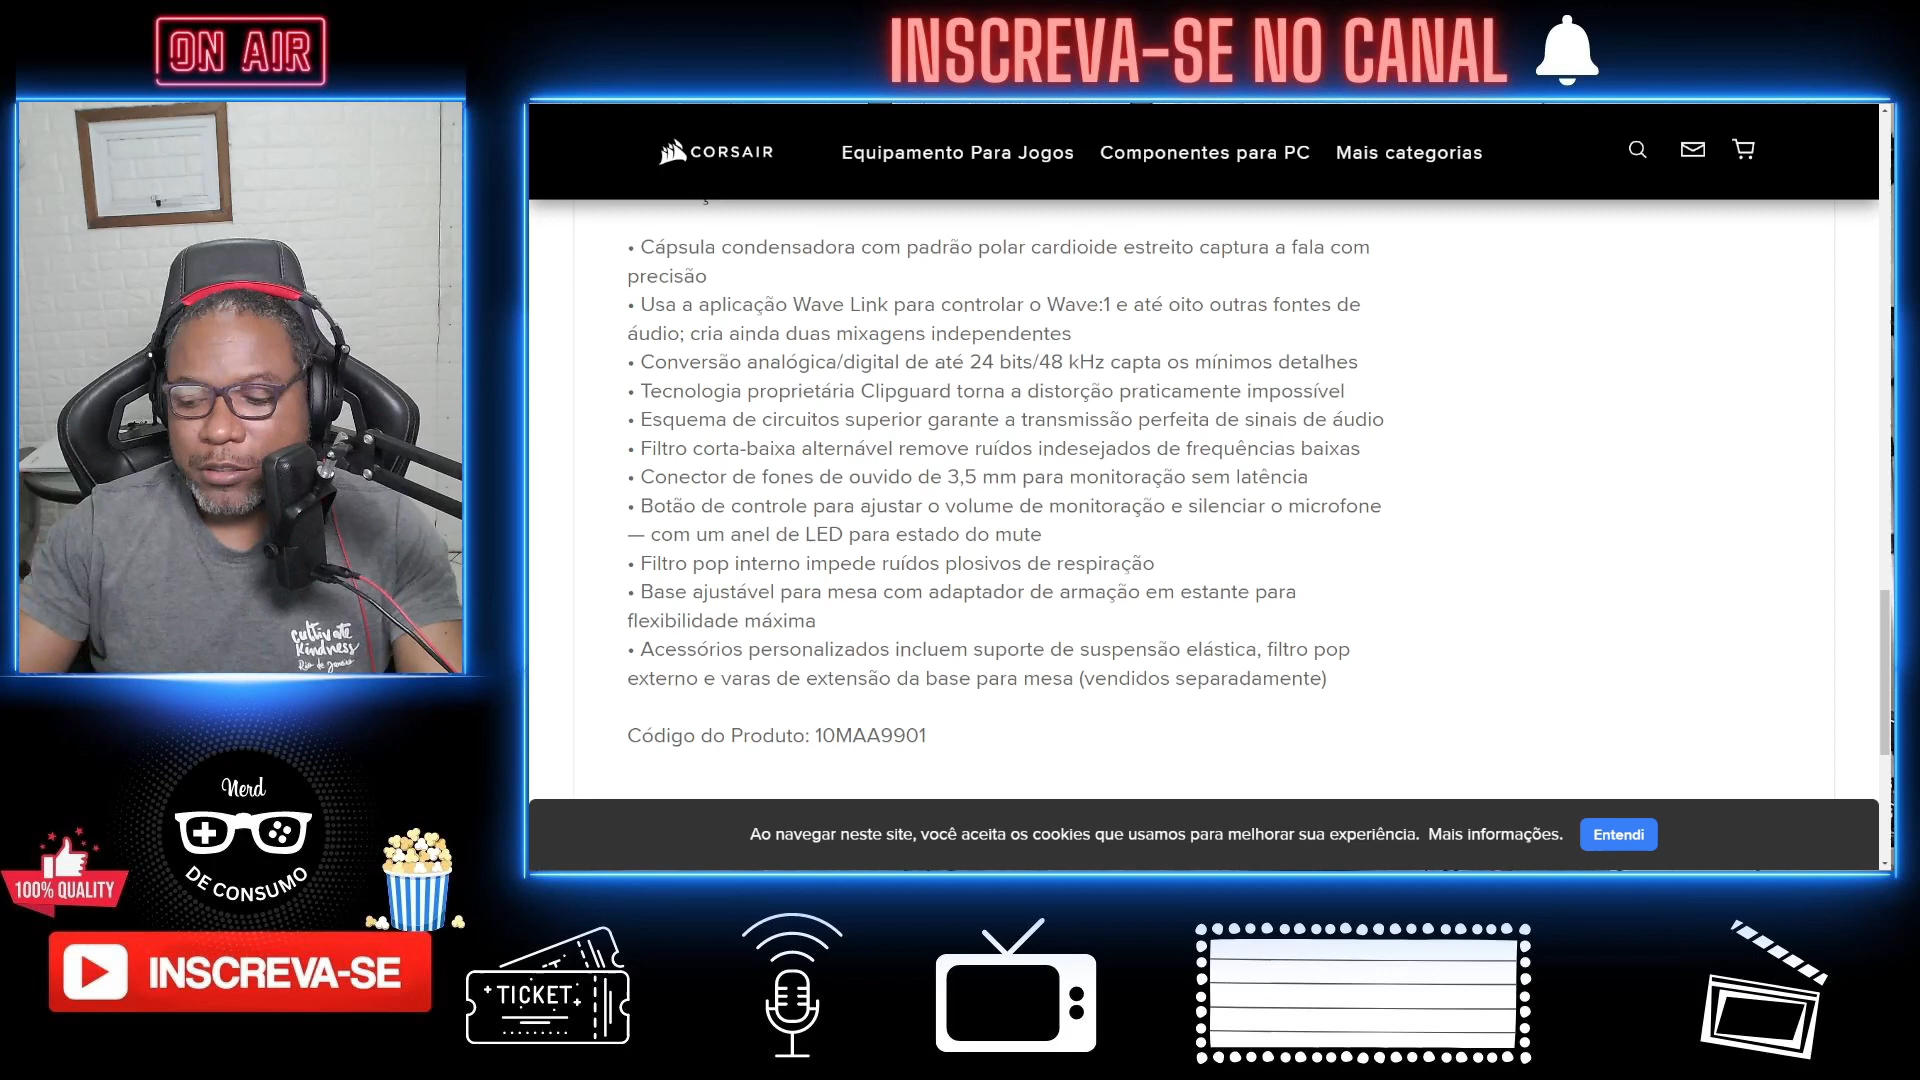 ON AIR
INSCREVA-SE NO CANAL
CORSAIR
Equipamento Para Jogos
Componentes para PC
Mais categorias
• Cápsula condensadora com padrão polar cardioide estreito captura a fala com
precisão
• Usa a aplicação Wave Link para controlar o Wave:1 e até oito outras fontes de
áudio; cria ainda duas mixagens independentes
• Conversão analógica/digital de até 24 bits/48 kHz capta os mínimos detalhes
• Tecnologia proprietária Clipguard torna a distorção praticamente impossível
• Esquema de circuitos superior garante a transmissão perfeita de sinais de áudio
• Filtro corta-baixa alternável remove ruídos indesejados de frequências baixas
• Conector de fones de ouvido de 3,5 mm para monitoração sem latência
• Botão de controle para ajustar o volume de monitoração e silenciar o microfone
— com um anel de LED para estado do mute
• Filtro pop interno impede ruídos plosivos de respiração
• Base ajustável para mesa com adaptador de armação em estante para
flexibilidade máxima
• Acessórios personalizados incluem suporte de suspensão elástica, filtro pop
externo e varas de extensão da base para mesa (vendidos separadamente)
Código do Produto: 10MAA9901
Ao navegar neste site, você aceita os cookies que usamos para melhorar sua experiência. Mais informações.
Entendi
cultivate
kindness
Rio de Janeiro
Nerd
DE CONSUMO
100% QUALITY
INSCREVA-SE
TICKET